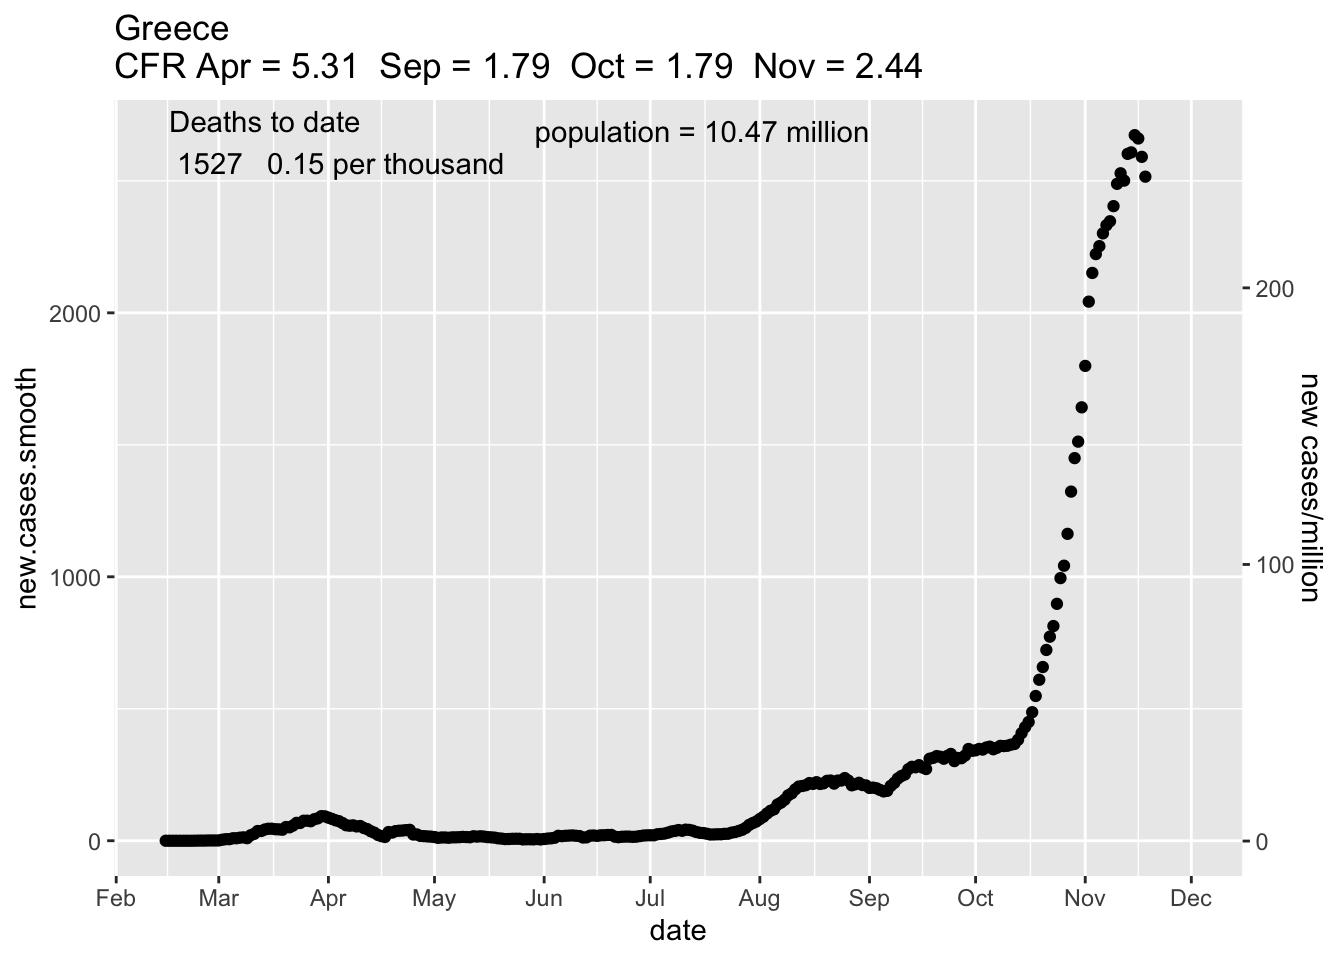 Greece
CFR Apr = 5.31  Sep = 1.79  Oct = 1.79  Nov = 2.44
Deaths to date
1527   0.15 per thousand
population = 10.47 million
new.cases.smooth
2000
1000
0
200
100
0
new cases/million
Feb Mar Apr May Jun Jul Aug Sep Oct Nov Dec
date